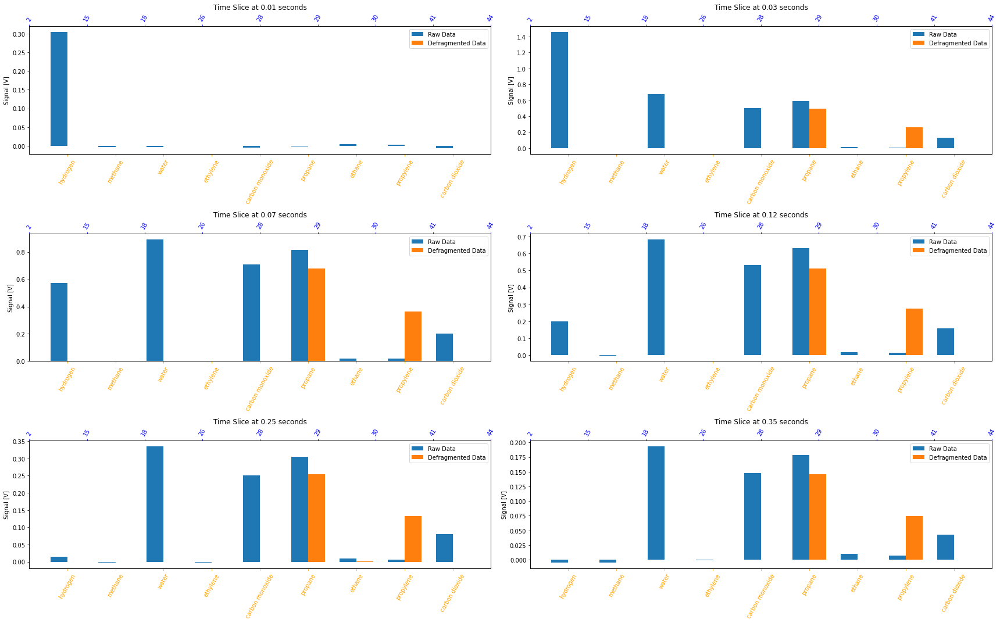 Time Slice at 0.01 seconds
2 15 18 26 28 29 30 41 44
Raw Data
Defragmented Data
Signal [V]
0.30
0.25
0.20
0.15
0.10
0.05
0.00
hydrogen methane water ethylene carbon monoxide propane ethane propylene carbon dioxide
Time Slice at 0.03 seconds
2 15 18 26 28 29 30 41 44
Raw Data
Defragmented Data
Signal [V]
1.4
1.2
1.0
0.8
0.6
0.4
0.2
0.0
hydrogen methane water ethylene carbon monoxide propane ethane propylene carbon dioxide
Time Slice at 0.07 seconds
2 15 18 26 28 29 30 41 44
Raw Data
Defragmented Data
Signal [V]
0.8
0.6
0.4
0.2
0.0
hydrogen methane water ethylene carbon monoxide propane ethane propylene carbon dioxide
Time Slice at 0.12 seconds
2 15 18 26 28 29 30 41 44
Raw Data
Defragmented Data
Signal [V]
0.7
0.6
0.5
0.4
0.3
0.2
0.1
0.0
hydrogen methane water ethylene carbon monoxide propane ethane propylene carbon dioxide
Time Slice at 0.25 seconds
2 15 18 26 28 29 30 41 44
Raw Data
Defragmented Data
Signal [V]
0.35
0.30
0.25
0.20
0.15
0.10
0.05
0.00
hydrogen methane water ethylene carbon monoxide propane ethane propylene carbon dioxide
Time Slice at 0.35 seconds
2 15 18 26 28 29 30 41 44
Raw Data
Defragmented Data
Signal [V]
0.200
0.175
0.150
0.125
0.100
0.075
0.050
0.025
0.000
hydrogen methane water ethylene carbon monoxide propane ethane propylene carbon dioxide